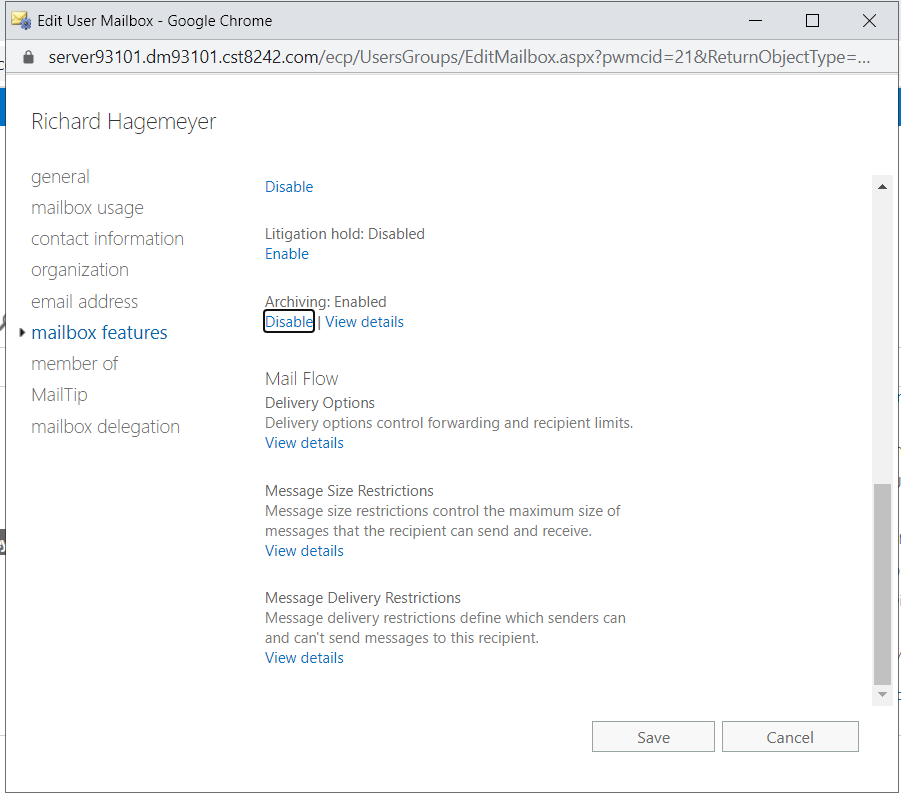 Edit User Mailbox - Google Chrome
server93101.dm93101.cst8242.com/ecp/UsersGroups/EditMailbox.aspx?pwmcid=21&ReturnObjectType=...
Richard Hagemeyer
general
mailbox usage
contact information
organization
email address
mailbox features
member of
MailTip
mailbox delegation
Disable
Litigation hold: Disabled
Enable
Archiving: Enabled
Disable | View details
Mail Flow
Delivery Options
Delivery options control forwarding and recipient limits.
View details
Message Size Restrictions
Message size restrictions control the maximum size of
messages that the recipient can send and receive.
View details
Message Delivery Restrictions
Message delivery restrictions define which senders can
and can't send messages to this recipient.
View details
Save
Cancel